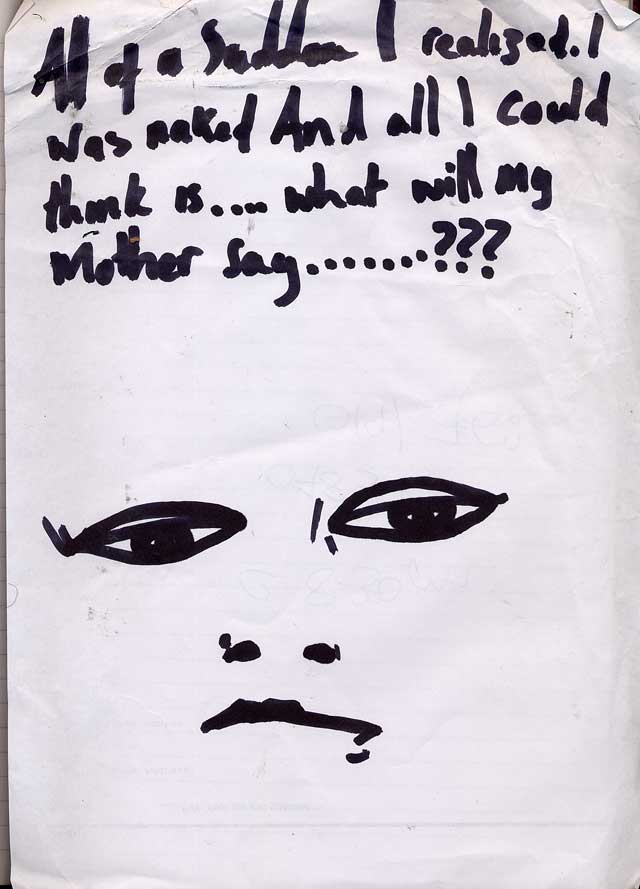 All of a Sudden I realized. I
was naked And all I could
think is.... what will my
Mother say........???